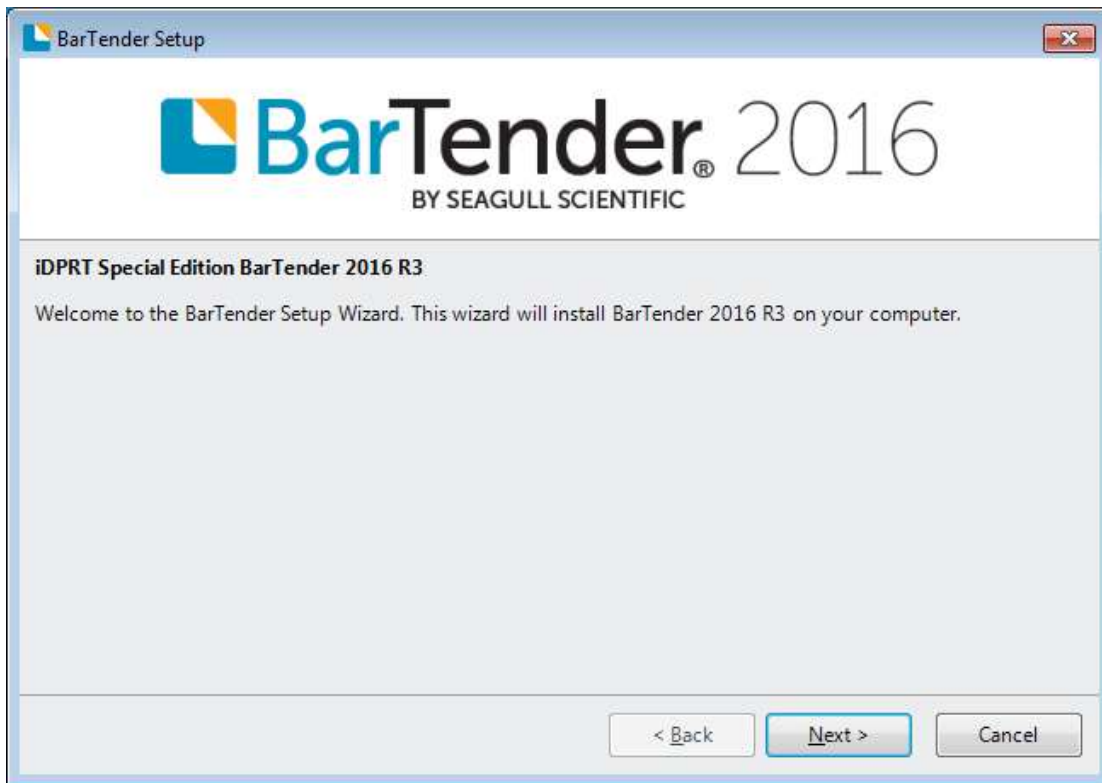 BarTender Setup
BarTender® 2016
BY SEAGULL SCIENTIFIC
iDPRT Special Edition BarTender 2016 R3
Welcome to the BarTender Setup Wizard. This wizard will install BarTender 2016 R3 on your computer.
< Back Next > Cancel